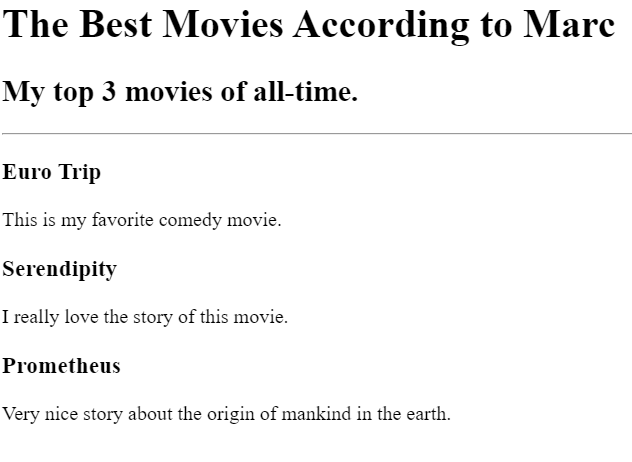 The Best Movies According to Marc
My top 3 movies of all-time.
Euro Trip
This is my favorite comedy movie.
Serendipity
I really love the story of this movie.
Prometheus
Very nice story about the origin of mankind in the earth.